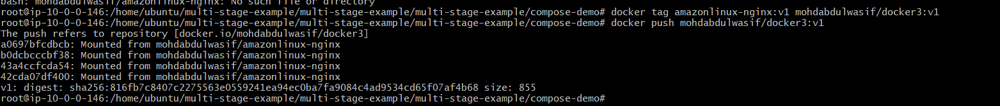 bash: mohdabdulwasif/amazonlinux-nginx: No such file or directory
root@ip-10-0-0-146:/home/ubuntu/multi-stage-example/multi-stage-example/multi-stage-example/compose-demo# docker tag amazonlinux-nginx:v1 mohdabdulwasif/docker3:v1
root@ip-10-0-0-146:/home/ubuntu/multi-stage-example/multi-stage-example/multi-stage-example/compose-demo# docker push mohdabdulwasif/docker3:v1
The push refers to repository [docker.io/mohdabdulwasif/docker3]
a0697bfcdbcb: Mounted from mohdabdulwasif/amazonlinux-nginx
b0dcbcccbf38: Mounted from mohdabdulwasif/amazonlinux-nginx
43a4ccfcda54: Mounted from mohdabdulwasif/amazonlinux-nginx
42cda07df400: Mounted from mohdabdulwasif/amazonlinux-nginx
v1: digest: sha256:816fb7c8407c2275563e0559241ea94ec0ba7fa9084c4ad9534cd65f07af4b68 size: 855
root@ip-10-0-0-146:/home/ubuntu/multi-stage-example/multi-stage-example/multi-stage-example/compose-demo#